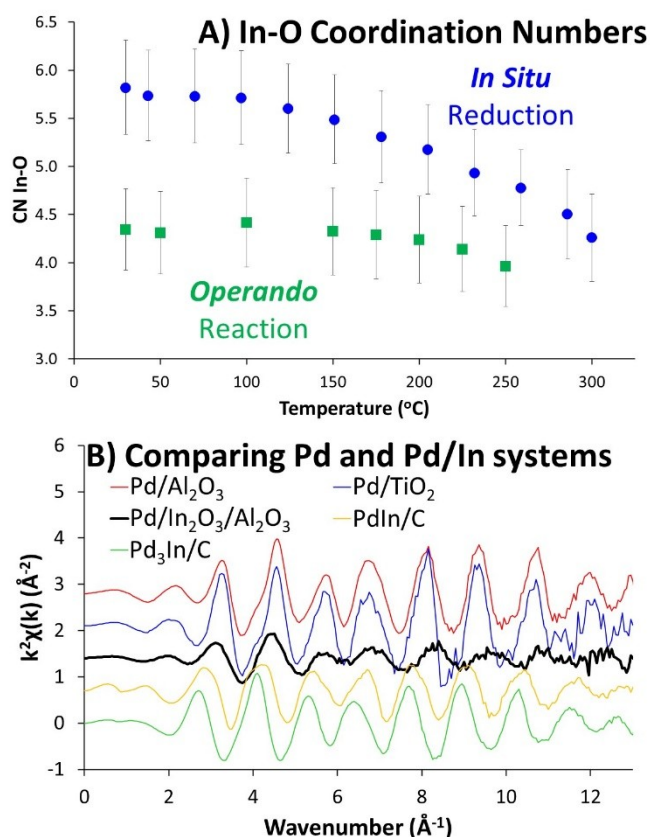 A) In-O Coordination Numbers
In Situ
Reduction
Operando
Reaction
CN In-O
6.5
6.0
5.5
5.0
4.5
4.0
3.5
3.0
0 50 100 150 200 250 300
Temperature (ºC)
B) Comparing Pd and Pd/In systems
Pd/Al₂O₃ Pd/TiO₂
Pd/In₂O₃/Al₂O₃ PdIn/C
Pd₃In/C
k²χ(k) (Å⁻²)
6
5
4
3
2
1
0
-1
0 2 4 6 8 10 12
Wavenumber (Å⁻¹)